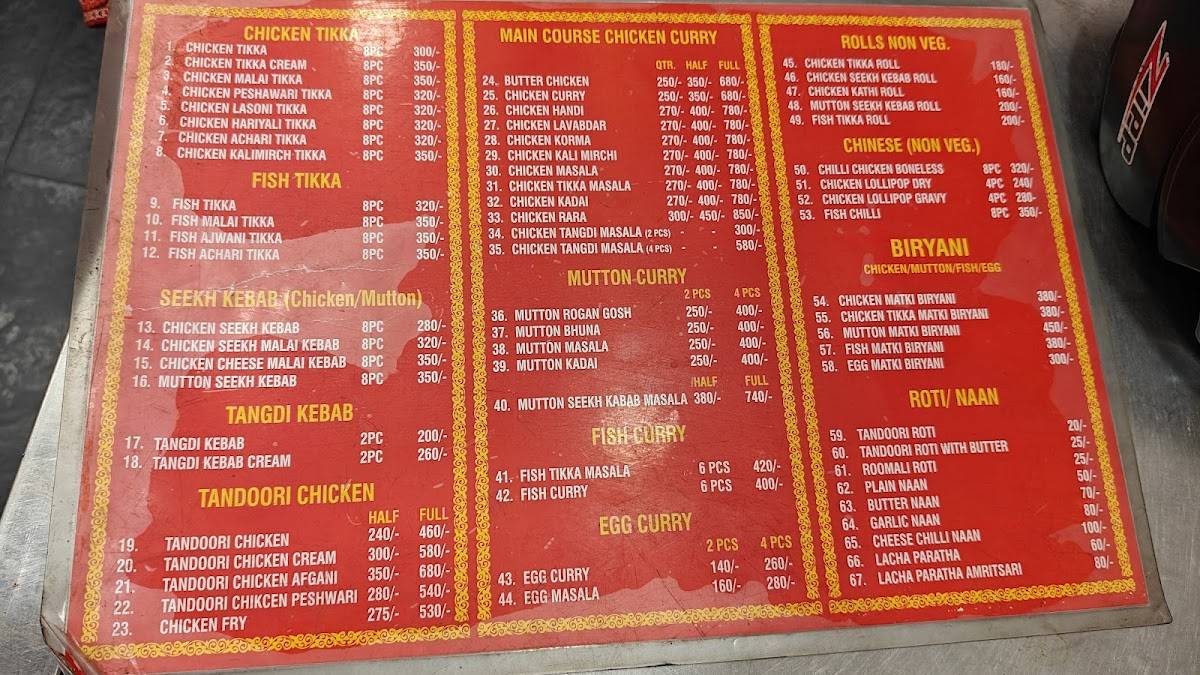 CHICKEN TIKKA
1. CHICKEN TIKKA 8PC 300/-
2. CHICKEN TIKKA CREAM 8PC 350/-
3. CHICKEN MALAI TIKKA 8PC 350/-
4. CHICKEN PESHAWARI TIKKA 8PC 320/-
5. CHICKEN LASONI TIKKA 8PC 320/-
6. CHICKEN HARIYALI TIKKA 8PC 320/-
7. CHICKEN ACHARI TIKKA 8PC 320/-
8. CHICKEN KALIMIRCH TIKKA 8PC 350/-
FISH TIKKA
9. FISH TIKKA 8PC 320/-
10. FISH MALAI TIKKA 8PC 350/-
11. FISH AJWANI TIKKA 8PC 350/-
12. FISH ACHARI TIKKA 8PC 350/-
SEEKH KEBAB (Chicken/Mutton)
13. CHICKEN SEEKH KEBAB 8PC 280/-
14. CHICKEN SEEKH MALAI KEBAB 8PC 320/-
15. CHICKEN CHEESE MALAI KEBAB 8PC 350/-
16. MUTTON SEEKH KEBAB 8PC 350/-
TANGDI KEBAB
17. TANGDI KEBAB 2PC 200/-
18. TANGDI KEBAB CREAM 2PC 260/-
TANDOORI CHICKEN
HALF FULL
19. TANDOORI CHICKEN 240/- 460/-
20. TANDOORI CHICKEN CREAM 300/- 580/-
21. TANDOORI CHICKEN AFGANI 350/- 680/-
22. TANDOORI CHIKCEN PESHWARI 280/- 540/-
23. CHICKEN FRY 275/- 530/-
MAIN COURSE CHICKEN CURRY
QTR. HALF FULL
24. BUTTER CHICKEN 250/- 350/- 680/-
25. CHICKEN CURRY 250/- 350/- 680/-
26. CHICKEN HANDI 270/- 400/- 780/-
27. CHICKEN LAVABDAR 270/- 400/- 780/-
28. CHICKEN KORMA 270/- 400/- 780/-
29. CHICKEN KALI MIRCHI 270/- 400/- 780/-
30. CHICKEN MASALA 270/- 400/- 780/-
31. CHICKEN TIKKA MASALA 270/- 400/- 780/-
32. CHICKEN KADAI 270/- 400/- 780/-
33. CHICKEN RARA 300/- 450/- 850/-
34. CHICKEN TANGDI MASALA (2 PCS) - - 300/-
35. CHICKEN TANGDI MASALA (4 PCS) - - 580/-
MUTTON CURRY
2 PCS 4 PCS
36. MUTTON ROGAN GOSH 250/- 400/-
37. MUTTON BHUNA 250/- 400/-
38. MUTTON MASALA 250/- 400/-
39. MUTTON KADAI 250/- 400/-
HALF FULL
40. MUTTON SEEKH KABAB MASALA 380/- 740/-
FISH CURRY
41. FISH TIKKA MASALA 6 PCS 420/-
42. FISH CURRY 6 PCS 400/-
EGG CURRY
2 PCS 4 PCS
43. EGG CURRY 140/- 260/-
44. EGG MASALA 160/- 280/-
ROLLS NON VEG.
45. CHICKEN TIKKA ROLL 180/-
46. CHICKEN SEEKH KEBAB ROLL 160/-
47. CHICKEN KATHI ROLL 160/-
48. MUTTON SEEKH KEBAB ROLL 200/-
49. FISH TIKKA ROLL 200/-
CHINESE (NON VEG.)
50. CHILLI CHICKEN BONELESS 8PC 320/-
51. CHICKEN LOLLIPOP DRY 4PC 240/
52. CHICKEN LOLLIPOP GRAVY 4PC 280-
53. FISH CHILLI 8PC 350/-
BIRYANI
CHICKEN/MUTTON/FISH/EGG
54. CHICKEN MATKI BIRYANI 380/-
55. CHICKEN TIKKA MATKI BIRYANI 380/-
56. MUTTON MATKI BIRYANI 450/-
57. FISH MATKI BIRYANI 380/-
58. EGG MATKI BIRYANI 300/-
ROTI/ NAAN
59. TANDOORI ROTI 20/-
60. TANDOORI ROTI WITH BUTTER 25/-
61. ROOMALI ROTI 25/-
62. PLAIN NAAN 50/-
63. BUTTER NAAN 70/-
64. GARLIC NAAN 80/-
65. CHEESE CHILLI NAAN 100/-
66. LACHA PARATHA 60/-
67. LACHA PARATHA AMRITSARI 80/-